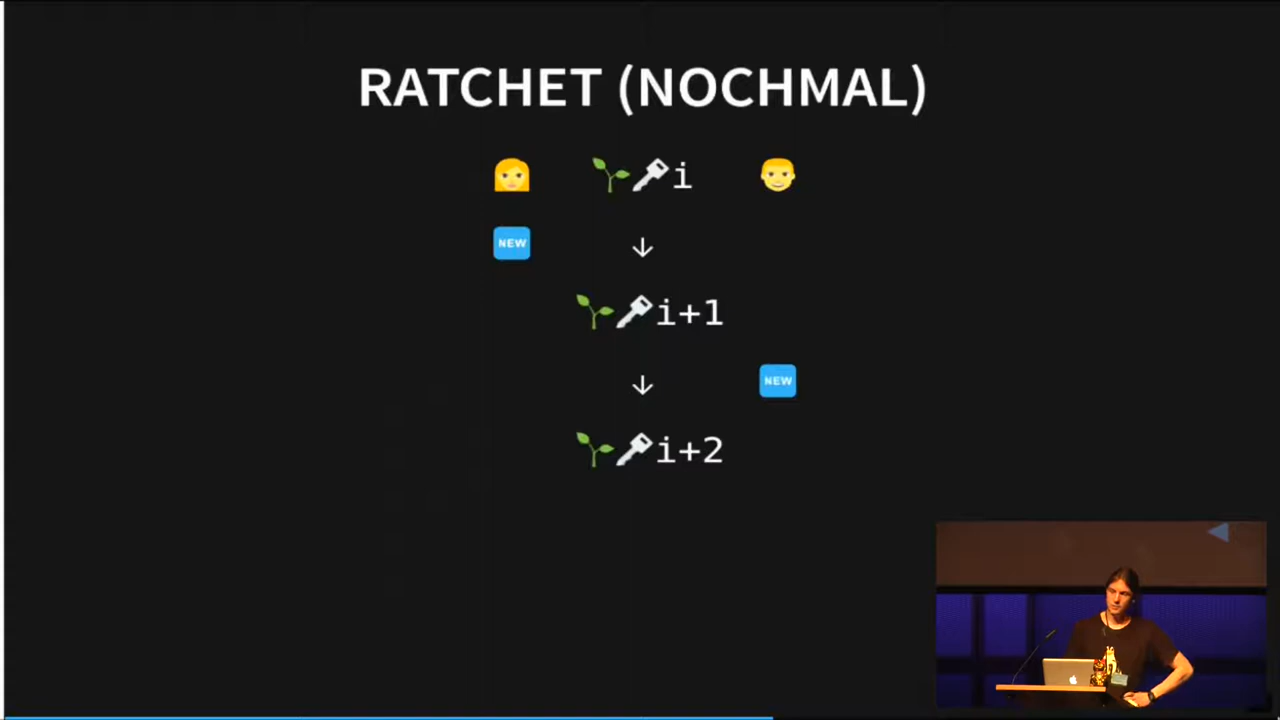 RATCHET (NOCHMAL)
i
NEW ↓
i+1
↓ NEW
i+2